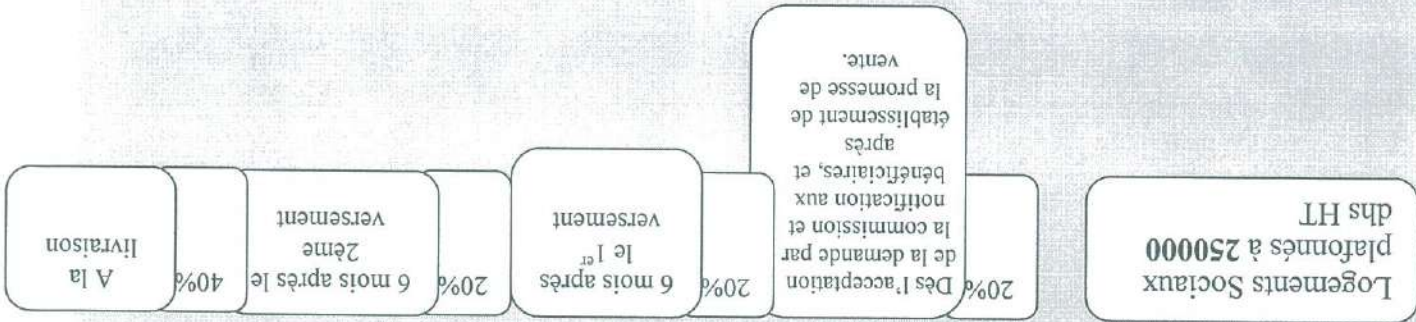 Logements Sociaux
plafonnés à 250000
dhs HT
20%
Dès l'acceptation
de la demande par
la commission et
notification aux
bénéficiaires, et
après
établissement de
la promesse de
vente.
20%
6 mois après
le 1er
versement
20%
6 mois après le
2ème
versement
40%
A la
livraison